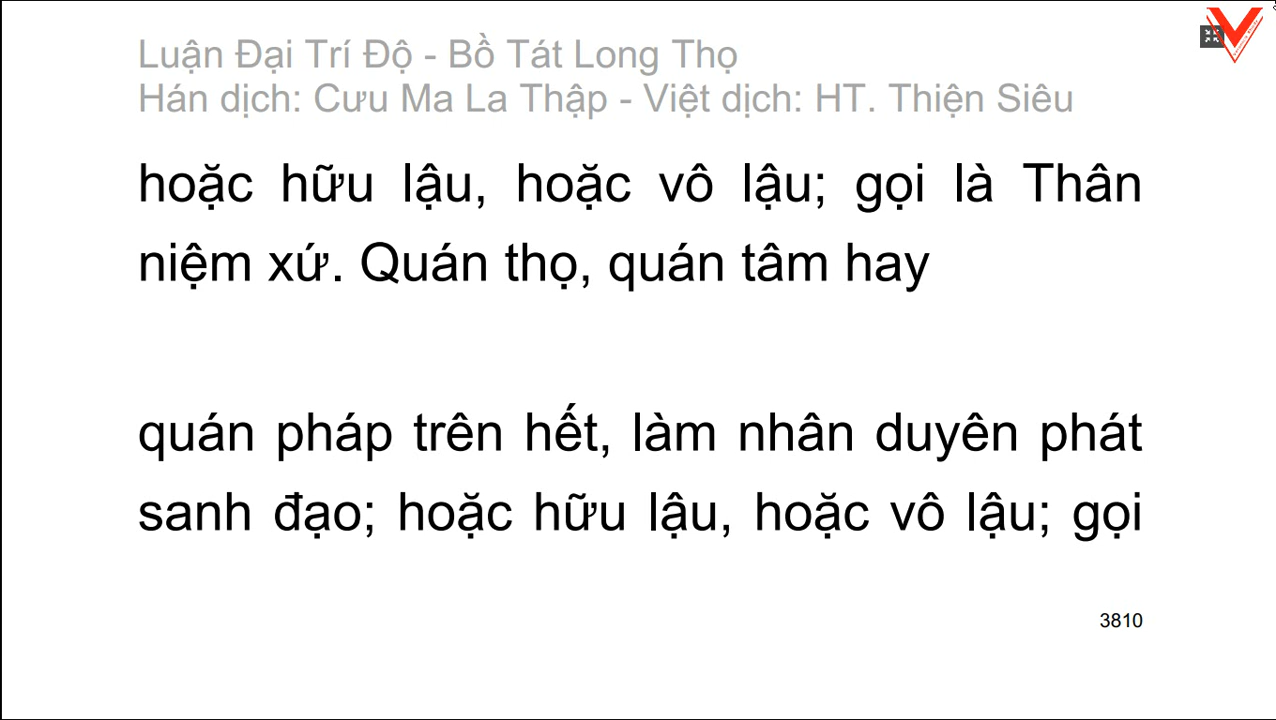 Luận Đại Trí Độ - Bồ Tát Long Thọ
Hán dịch: Cưu Ma La Thập - Việt dịch: HT. Thiện Siêu
hoặc hữu lậu, hoặc vô lậu; gọi là Thân
niệm xứ. Quán thọ, quán tâm hay
quán pháp trên hết, làm nhân duyên phát
sanh đạo; hoặc hữu lậu, hoặc vô lậu; gọi
3810